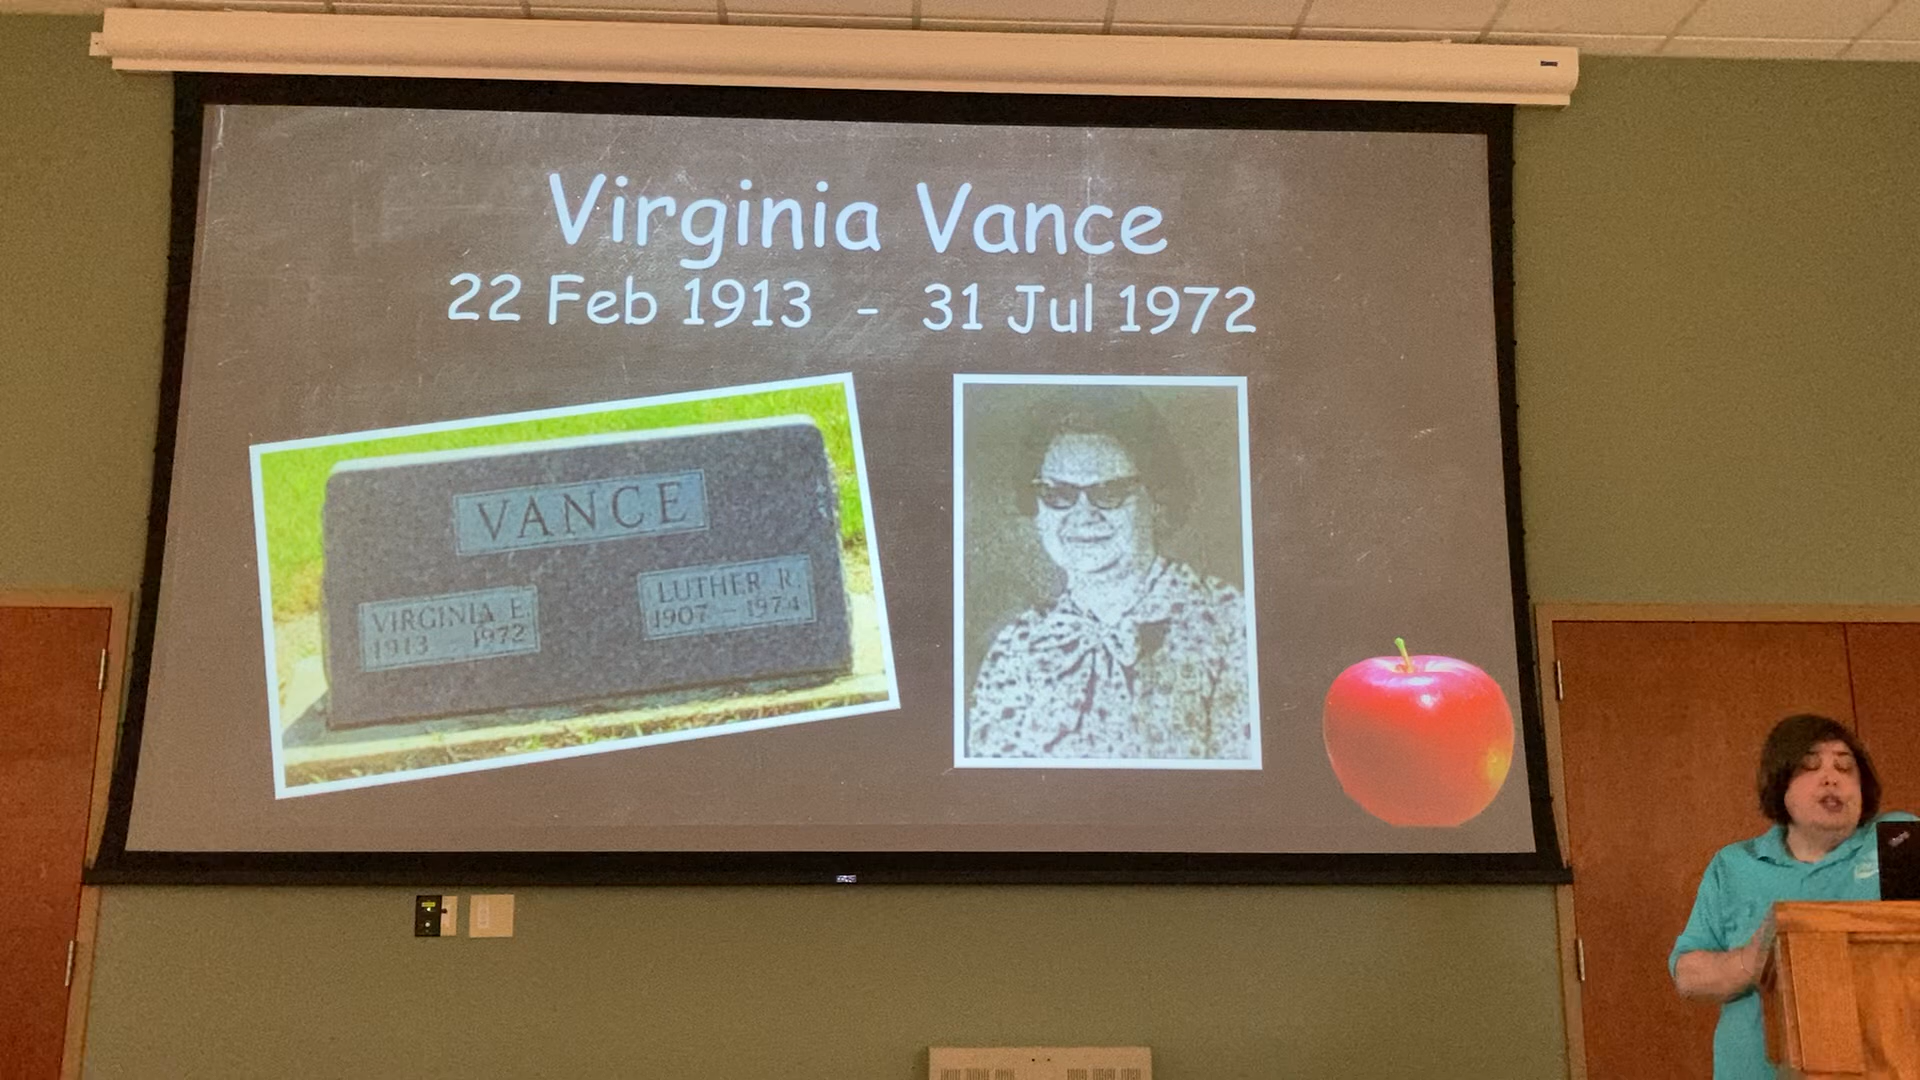 Virginia Vance
22 Feb 1913 - 31 Jul 1972
VANCE
VIRGINIA E.
1913 - 1972
LUTHER R.
1907 - 1974